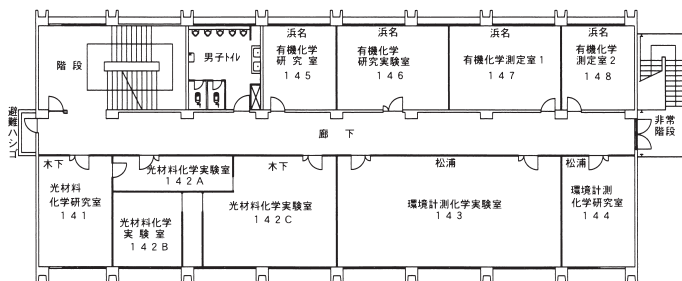 階段
男子トイレ
浜名
有機化学
研究室
145
浜名
有機化学
研究実験室
146
浜名
有機化学測定室1
147
浜名
有機化学
測定室2
148
避難ハシゴ
廊下
非常
階段
木下
光材料
化学研究室
141
光材料化学実験室
142A
光材料化学
実験室
142B
木下
光材料化学実験室
142C
松浦
環境計測化学実験室
143
松浦
環境計測
化学研究室
144